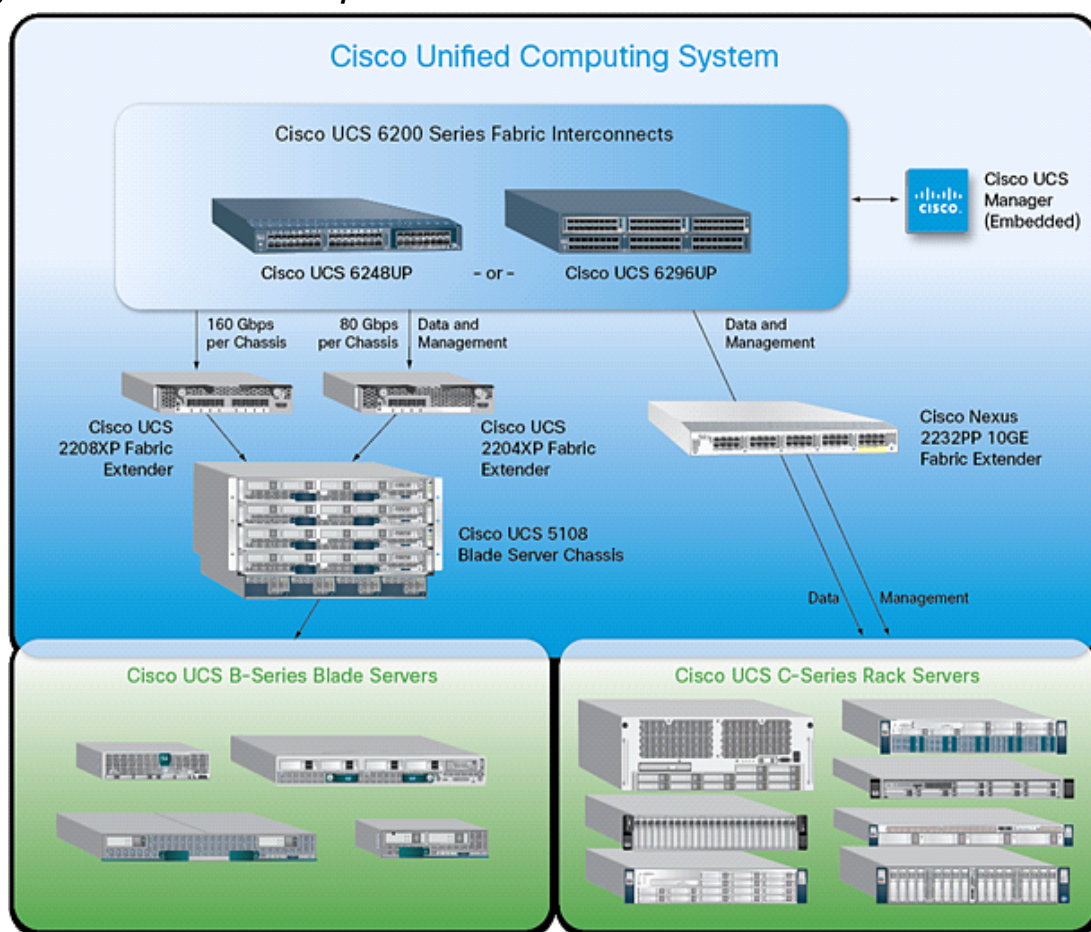 Cisco Unified Computing System
Cisco UCS 6200 Series Fabric Interconnects
Cisco UCS 6248UP
- or -
Cisco UCS 6296UP
CISCO.
Cisco UCS
Manager
(Embedded)
160 Gbps
per Chassis
80 Gbps
per Chassis
Data and
Management
Data and
Management
Cisco UCS
2208XP Fabric
Extender
Cisco UCS
2204XP Fabric
Extender
Cisco Nexus
2232PP 10GE
Fabric Extender
Cisco UCS 5108
Blade Server Chassis
Data
Management
Cisco UCS B-Series Blade Servers
Cisco UCS C-Series Rack Servers